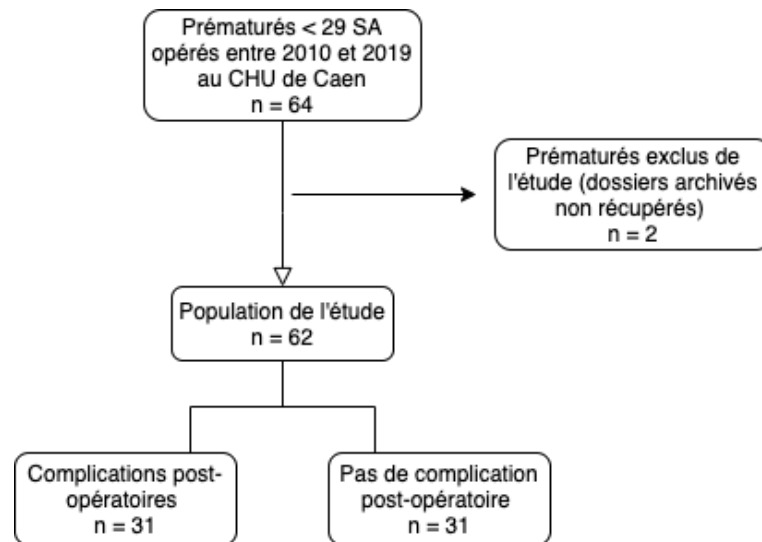 Prématurés < 29 SA
opérés entre 2010 et 2019
au CHU de Caen
n = 64
Prématurés exclus de
l'étude (dossiers archivés
non récupérés)
n = 2
Population de l'étude
n = 62
Complications post-
opératoires
n = 31
Pas de complication
post-opératoire
n = 31